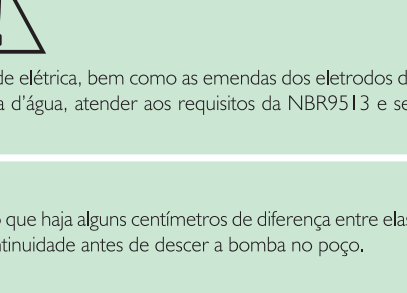 de elétrica, bem como as emendas dos eletrodos d
a d’água, atender aos requisitos da NBR9513 e se
o que haja alguns centímetros de diferença entre elas
ntinuidade antes de descer a bomba no poço.